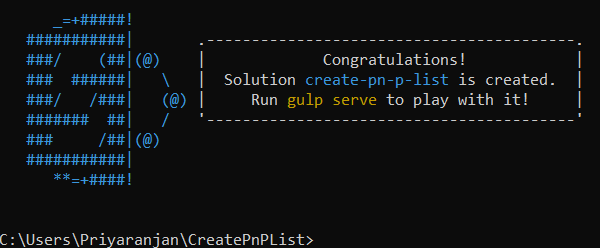 _=+#####!
###########|
###/    (##|(@)
###  ######|   \
###/   /###|   (@)
#######  ##|   /
###     /##|(@)
###########|
**=+####!
.-----------------------------------------.
| Congratulations! |
| Solution create-pn-p-list is created. |
| Run gulp serve to play with it! |
'-----------------------------------------'
C:\Users\Priyaranjan\CreatePnPList>